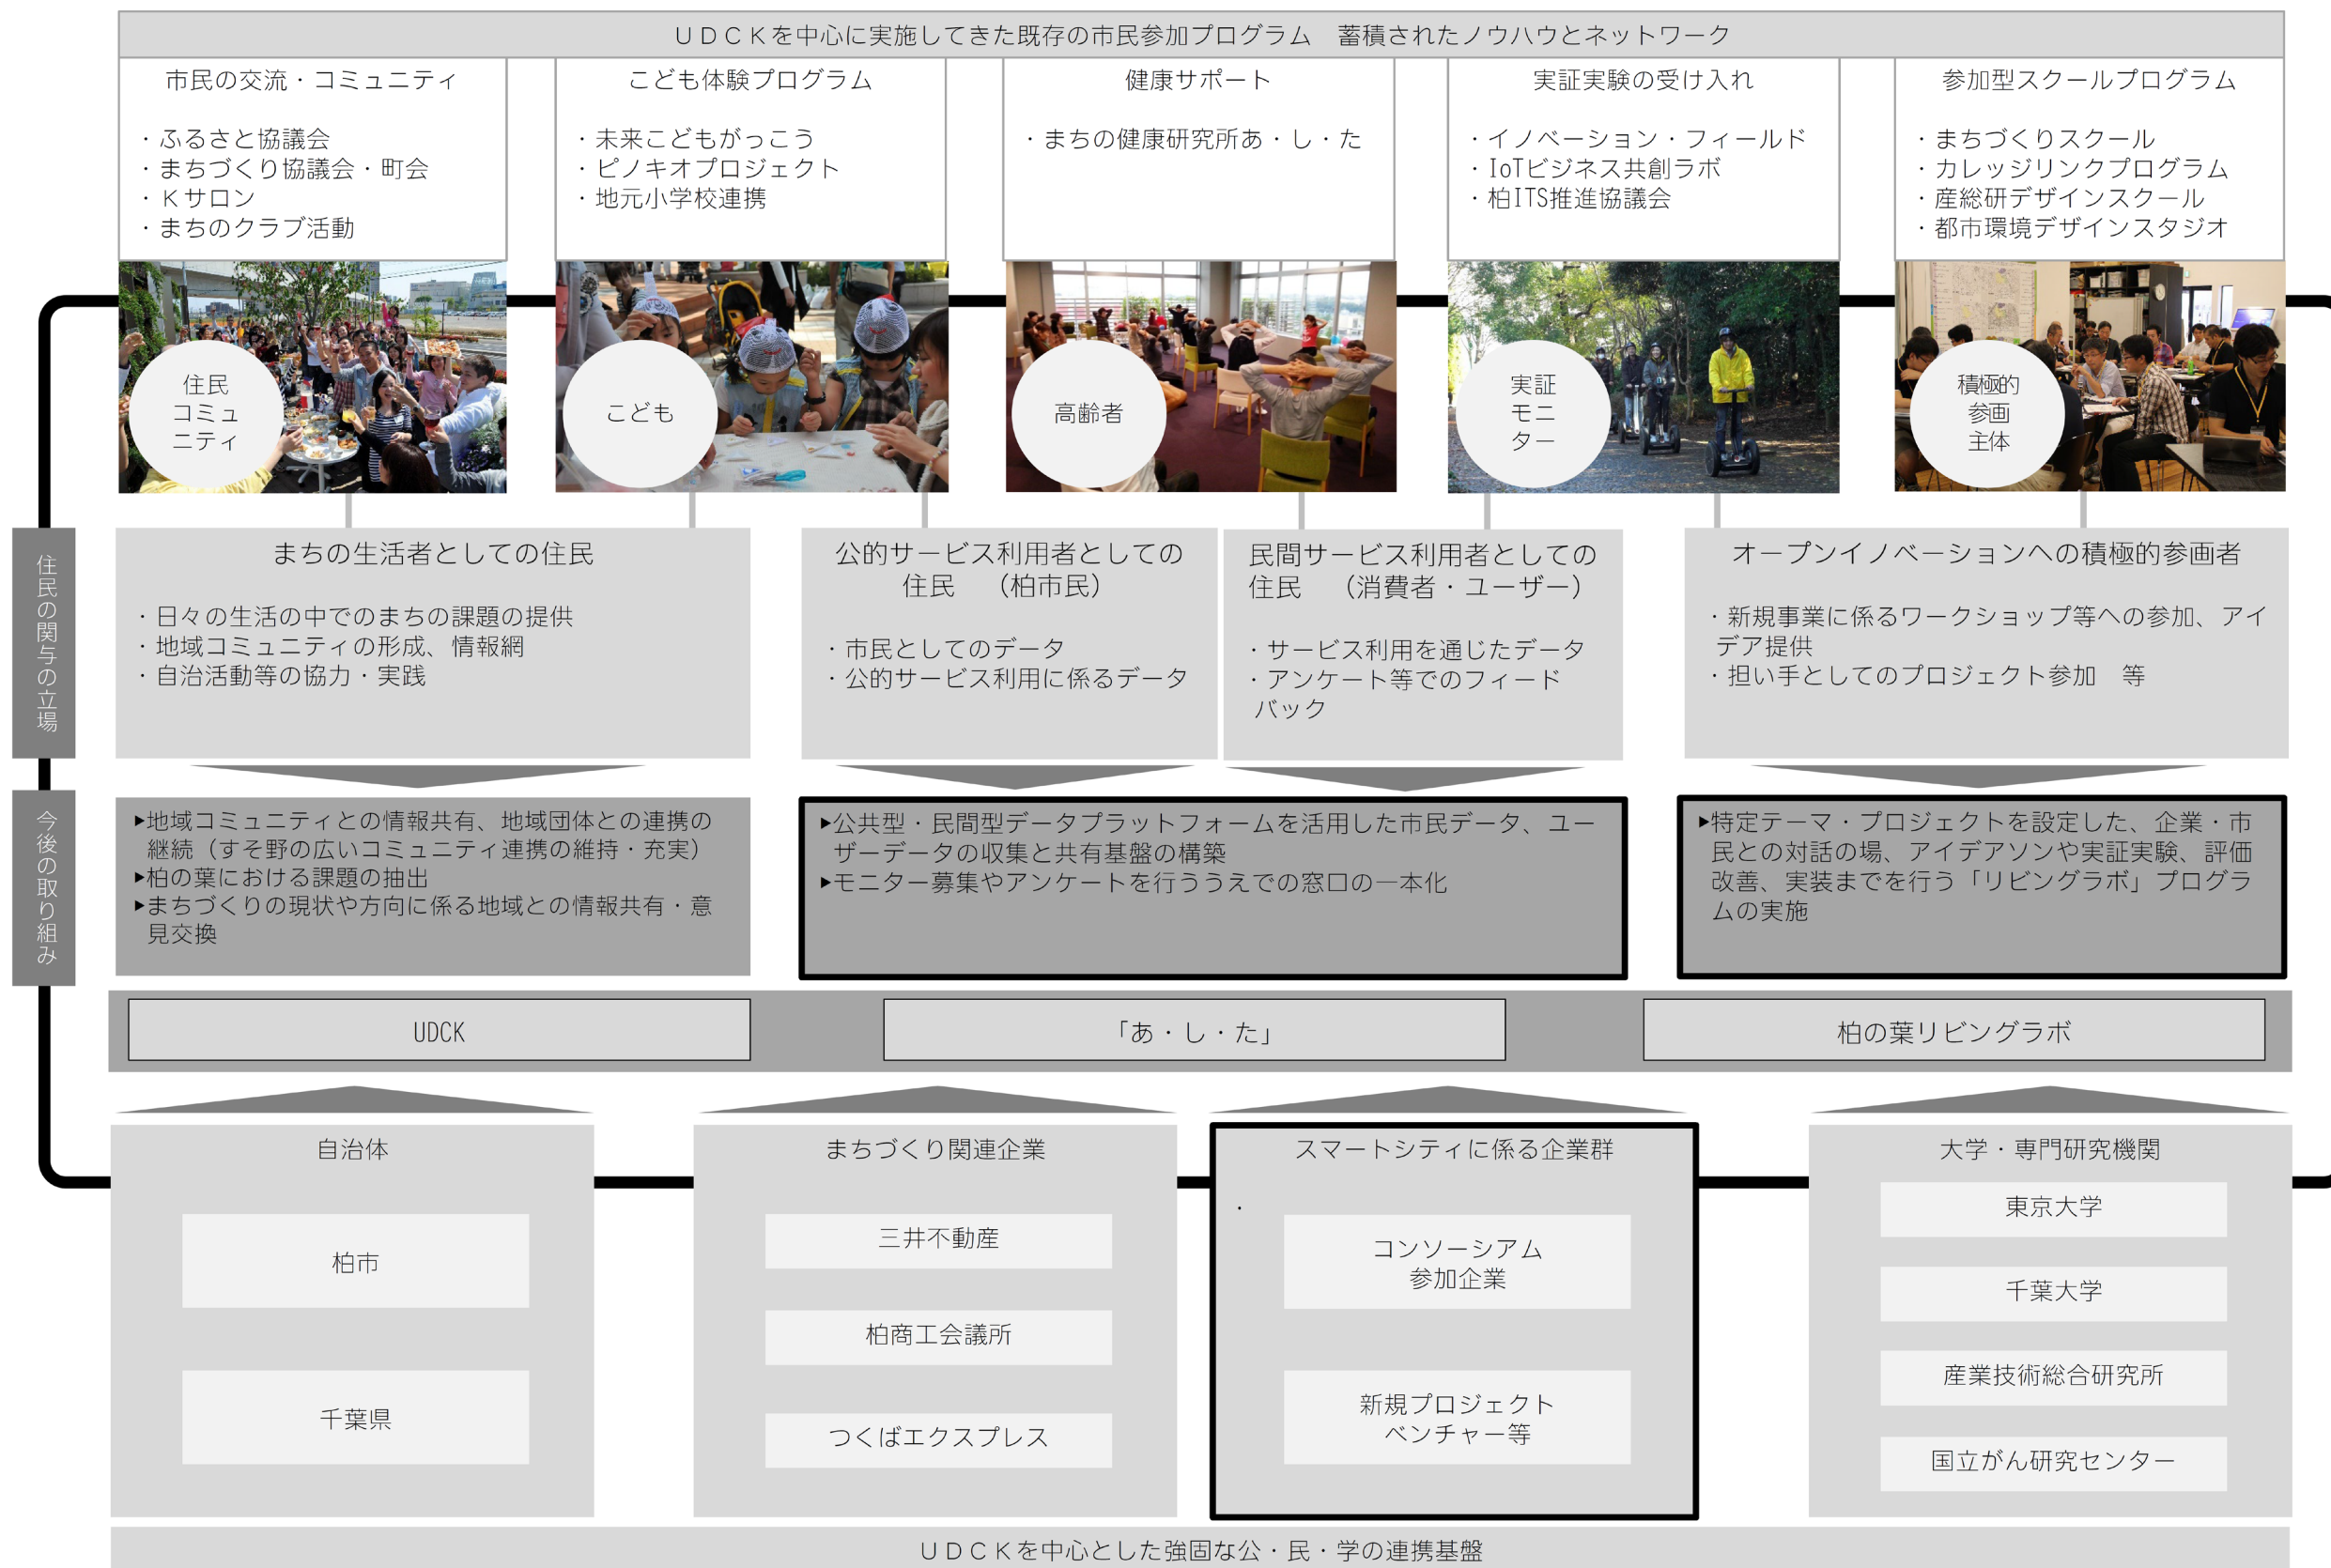 ＵＤＣＫを中心に実施してきた既存の市民参加プログラム　蓄積されたノウハウとネットワーク
市民の交流・コミュニティ
・ふるさと協議会
・まちづくり協議会・町会
・Ｋサロン
・まちのクラブ活動
こども体験プログラム
・未来こどもがっこう
・ピノキオプロジェクト
・地元小学校連携
健康サポート
・まちの健康研究所あ・し・た
実証実験の受け入れ
・イノベーション・フィールド
・IoTビジネス共創ラボ
・柏ITS推進協議会
参加型スクールプログラム
・まちづくりスクール
・カレッジリンクプログラム
・産総研デザインスクール
・都市環境デザインスタジオ
住民
コミュ
ニティ
こども
高齢者
実証
モニ
ター
積極的
参画
主体
住民の関与の立場
まちの生活者としての住民
・日々の生活の中でのまちの課題の提供
・地域コミュニティの形成、情報網
・自治活動等の協力・実践
公的サービス利用者としての
住民　（柏市民）
・市民としてのデータ
・公的サービス利用に係るデータ
民間サービス利用者としての
住民　（消費者・ユーザー）
・サービス利用を通じたデータ
・アンケート等でのフィード
バック
オープンイノベーションへの積極的参画者
・新規事業に係るワークショップ等への参加、アイ
デア提供
・担い手としてのプロジェクト参加　等
今後の取り組み
▶地域コミュニティとの情報共有、地域団体との連携の
継続（すそ野の広いコミュニティ連携の維持・充実）
▶柏の葉における課題の抽出
▶まちづくりの現状や方向に係る地域との情報共有・意
見交換
▶公共型・民間型データプラットフォームを活用した市民データ、ユー
ザーデータの収集と共有基盤の構築
▶モニター募集やアンケートを行ううえでの窓口の一本化
▶特定テーマ・プロジェクトを設定した、企業・市
民との対話の場、アイデアソンや実証実験、評価
改善、実装までを行う「リビングラボ」プログラ
ムの実施
UDCK
「あ・し・た」
柏の葉リビングラボ
自治体
柏市
千葉県
まちづくり関連企業
三井不動産
柏商工会議所
つくばエクスプレス
スマートシティに係る企業群
・
コンソーシアム
参加企業
新規プロジェクト
ベンチャー等
大学・専門研究機関
東京大学
千葉大学
産業技術総合研究所
国立がん研究センター
ＵＤＣＫを中心とした強固な公・民・学の連携基盤